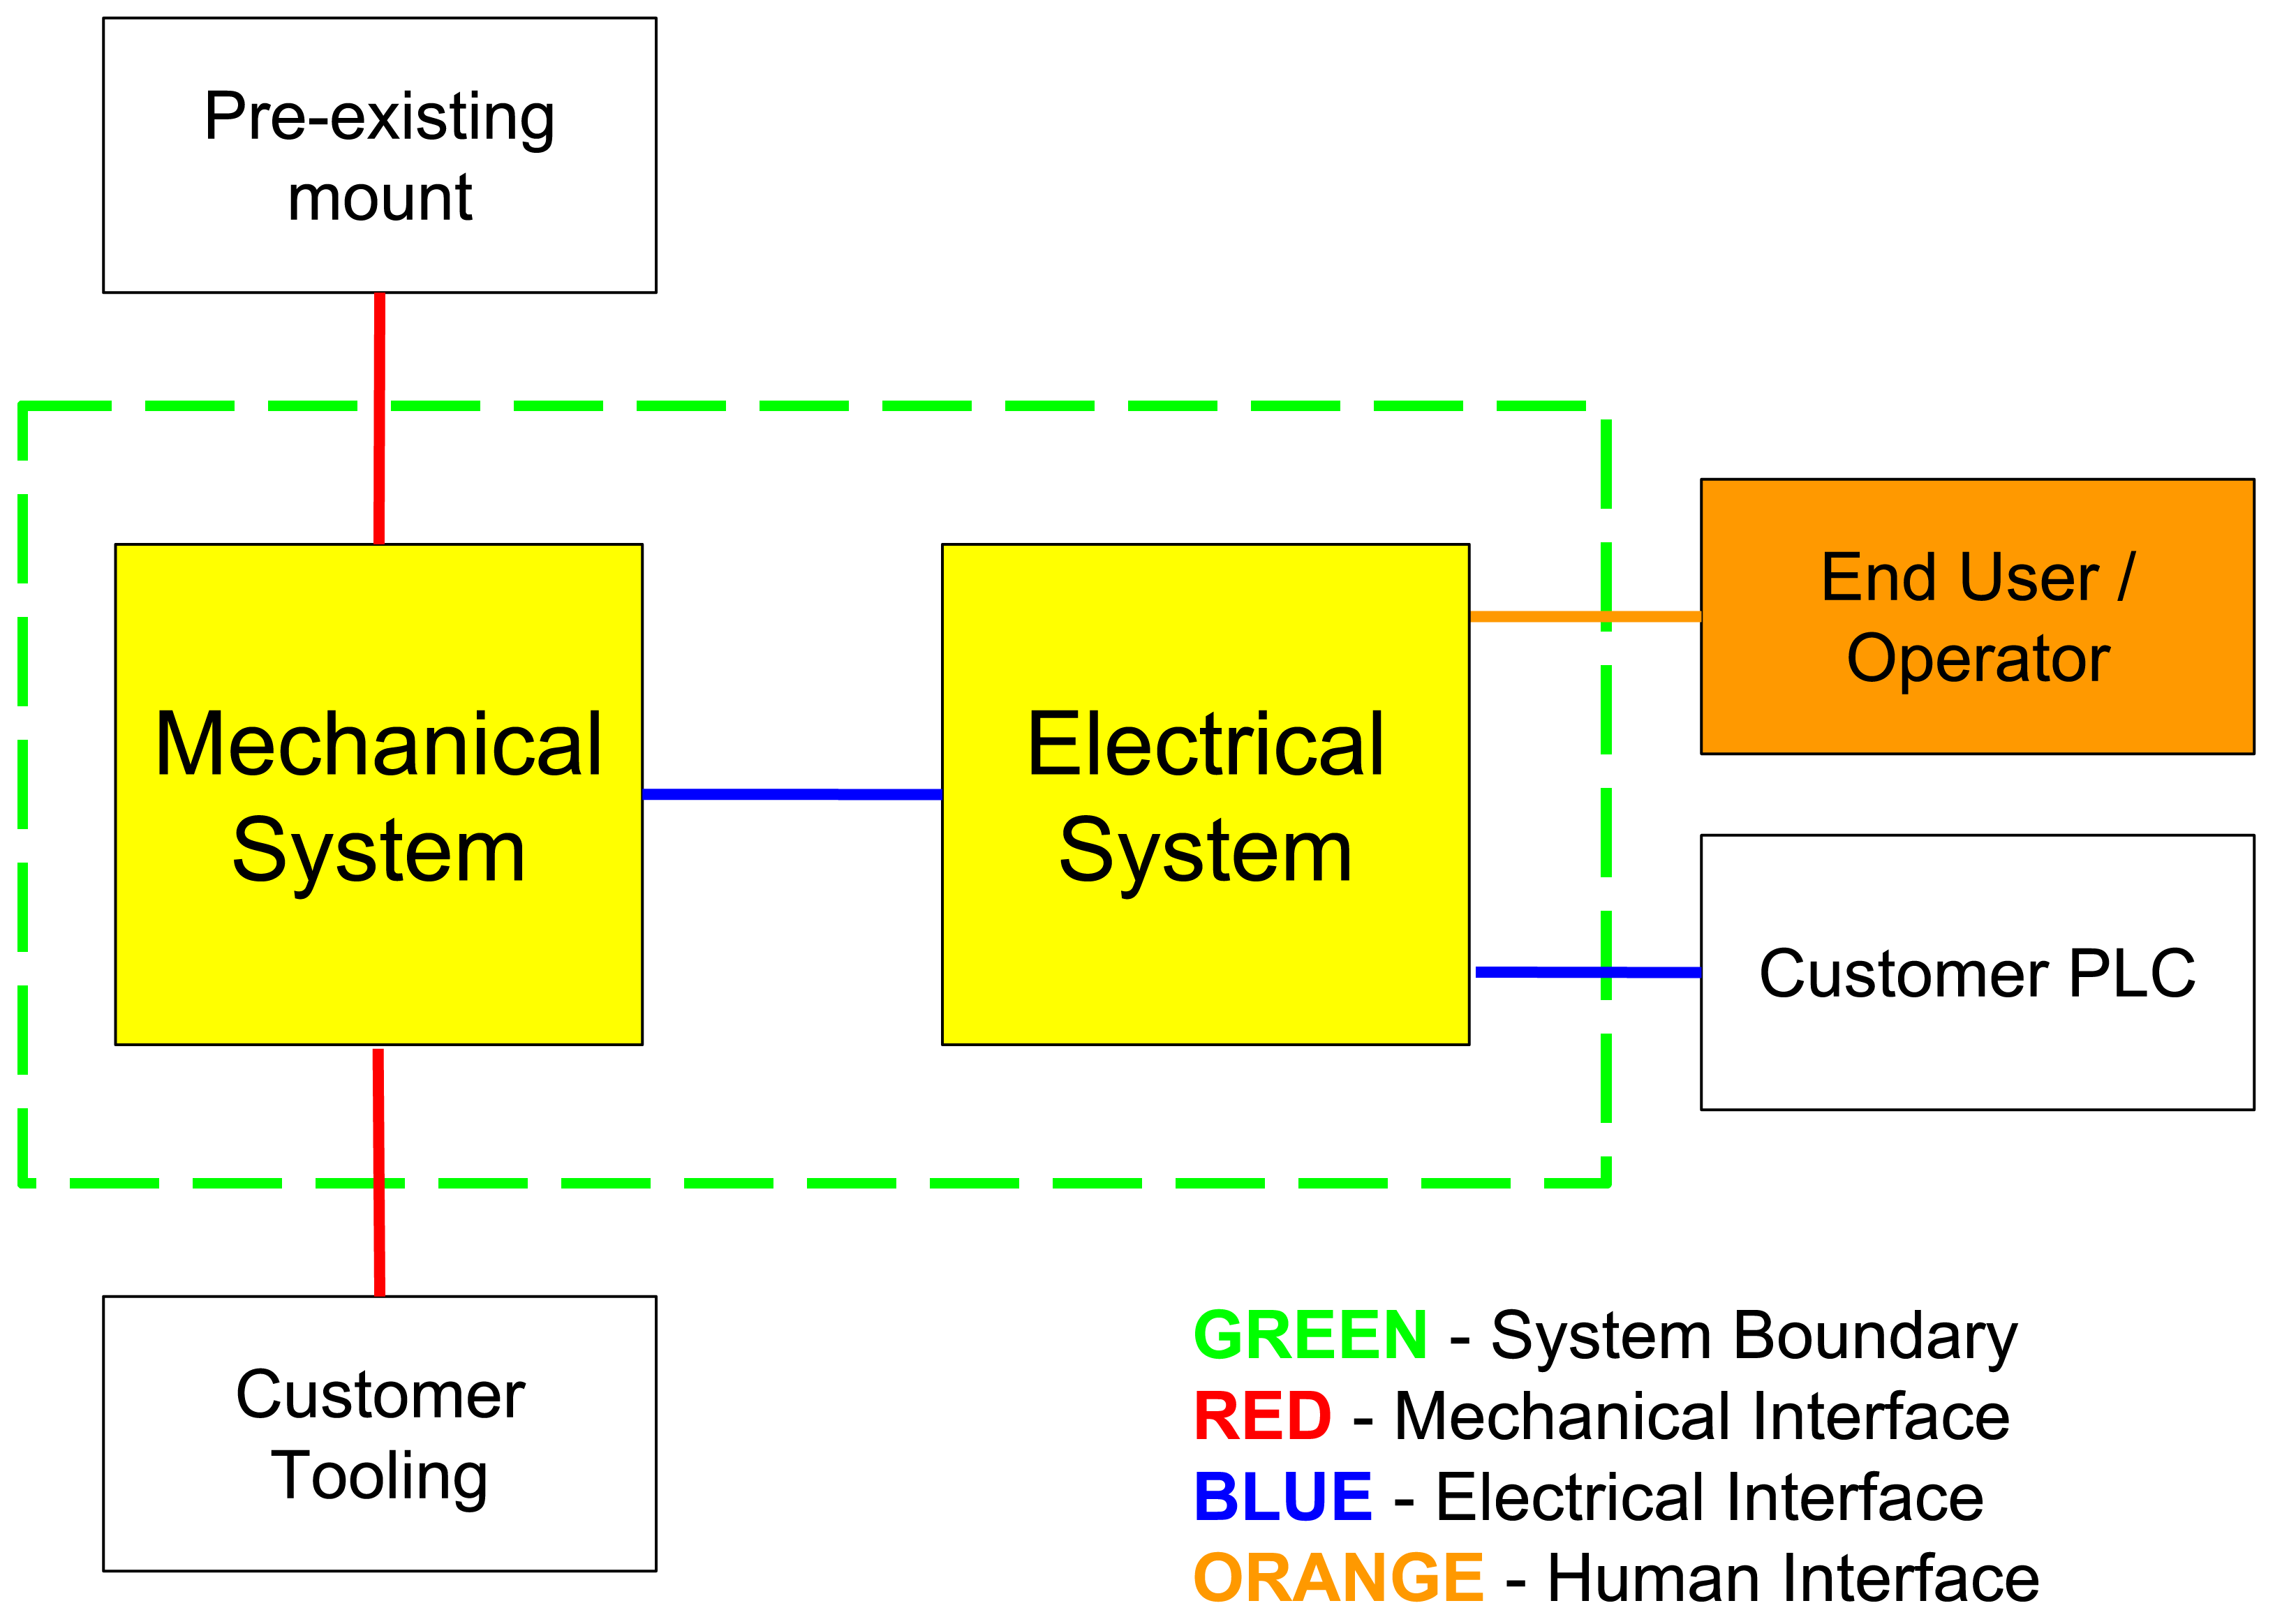 Pre-existing
mount
Mechanical
System
Electrical
System
End User /
Operator
Customer PLC
Customer
Tooling
GREEN - System Boundary
RED - Mechanical Interface
BLUE - Electrical Interface
ORANGE - Human Interface